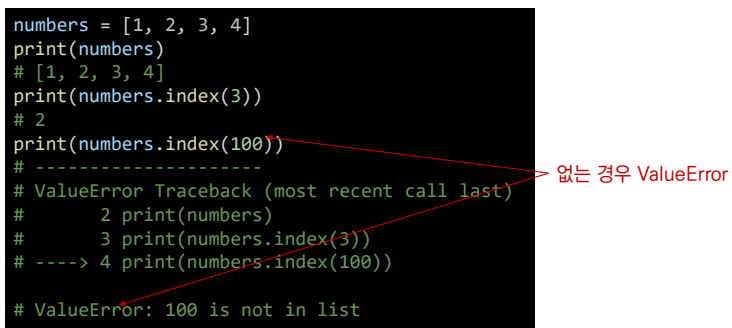 numbers = [1, 2, 3, 4]
print(numbers)
# [1, 2, 3, 4]
print(numbers.index(3))
# 2
print(numbers.index(100))
# ----------------------
# ValueError Traceback (most recent call last)
#       2 print(numbers)
#       3 print(numbers.index(3))
# ----> 4 print(numbers.index(100))
# ValueError: 100 is not in list
없는 경우 ValueError